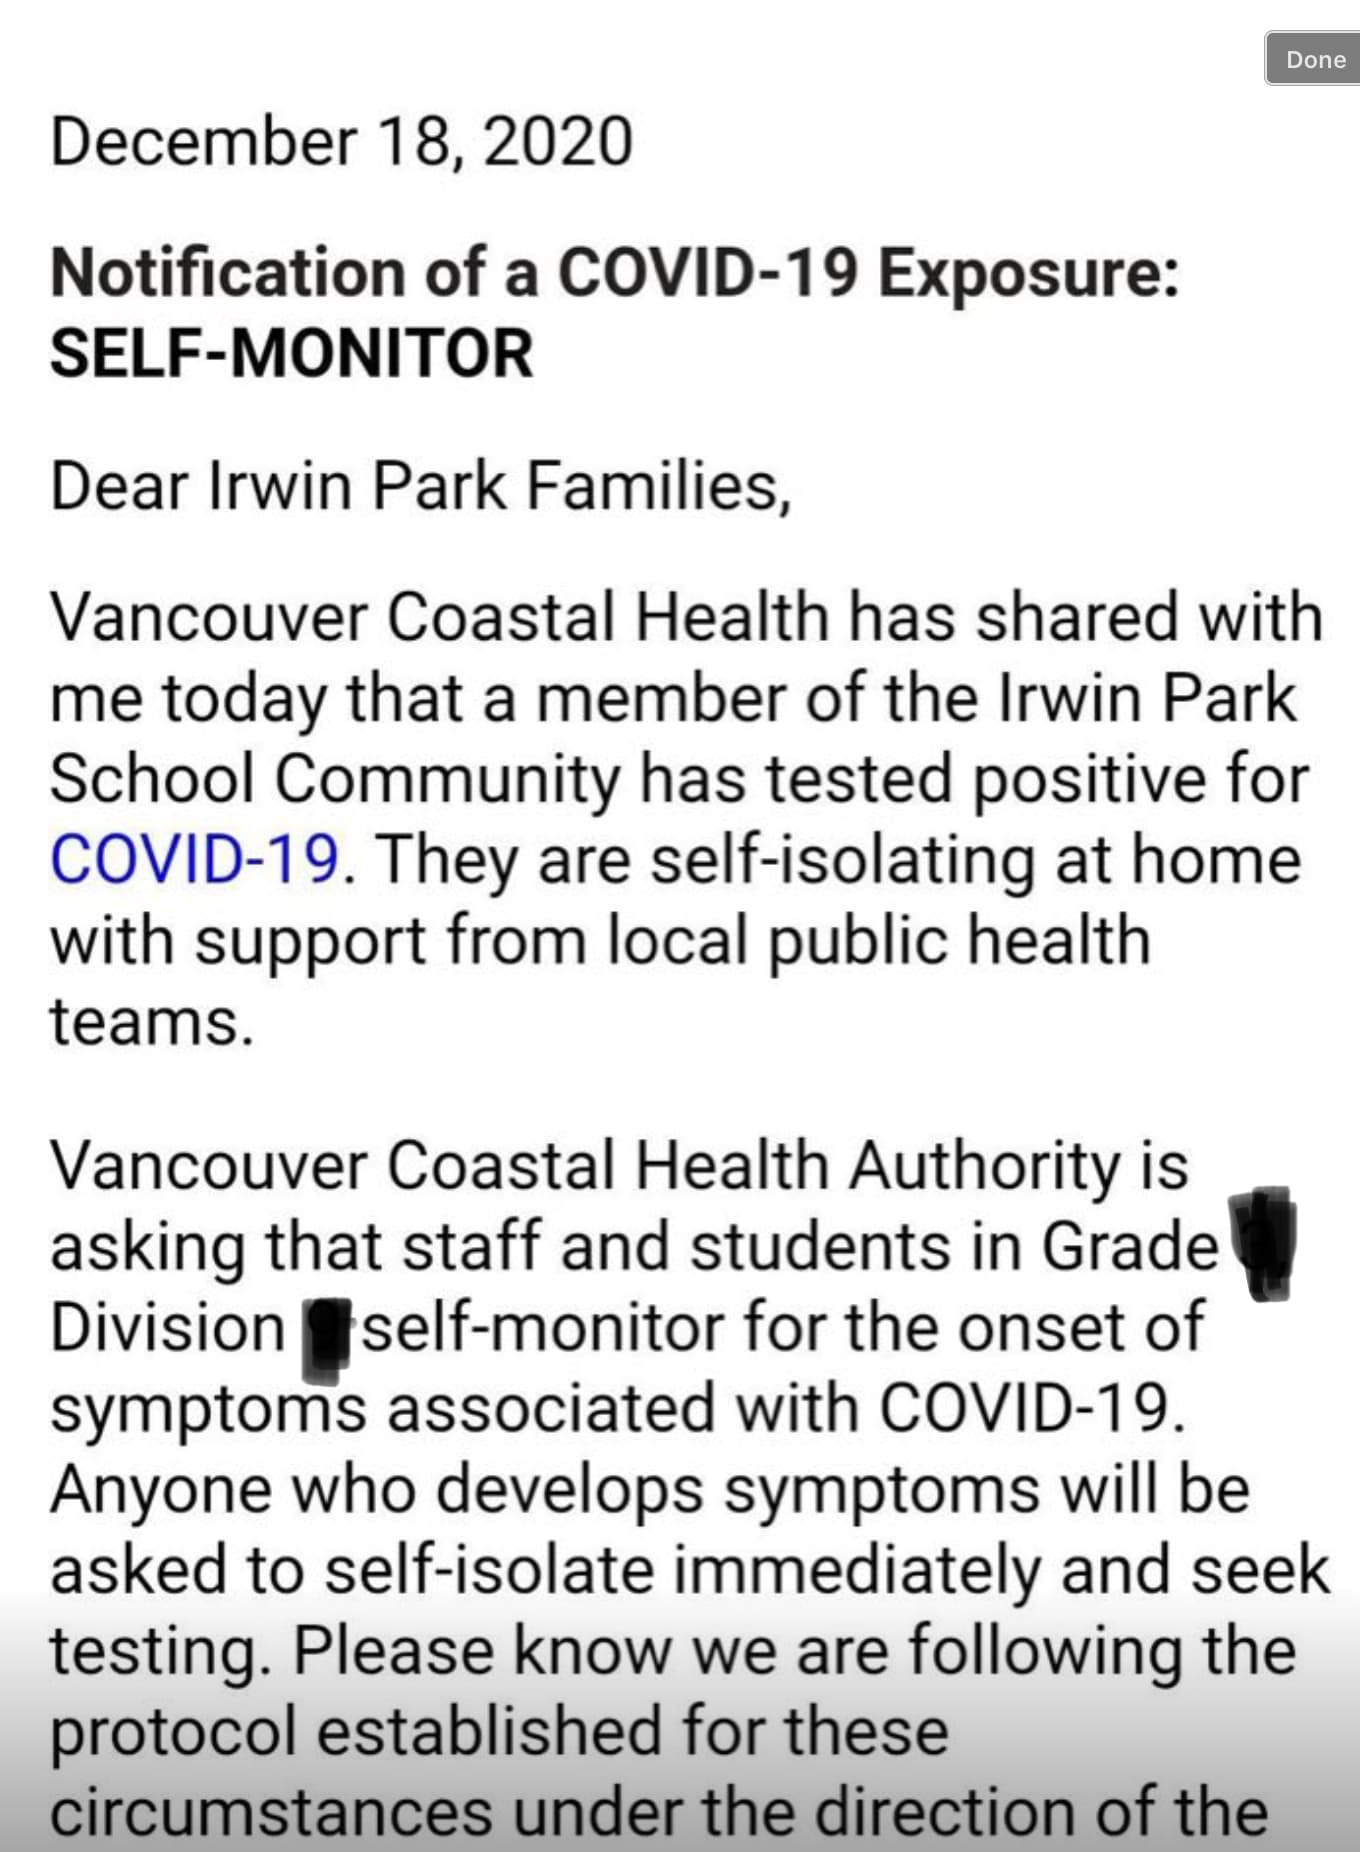 Done
December 18, 2020
Notification of a COVID-19 Exposure:
SELF-MONITOR
Dear Irwin Park Families,
Vancouver Coastal Health has shared with
me today that a member of the Irwin Park
School Community has tested positive for
COVID-19. They are self-isolating at home
with support from local public health
teams.
Vancouver Coastal Health Authority is
asking that staff and students in Grade
Division self-monitor for the onset of
symptoms associated with COVID-19.
Anyone who develops symptoms will be
asked to self-isolate immediately and seek
testing. Please know we are following the
protocol established for these
circumstances under the direction of the